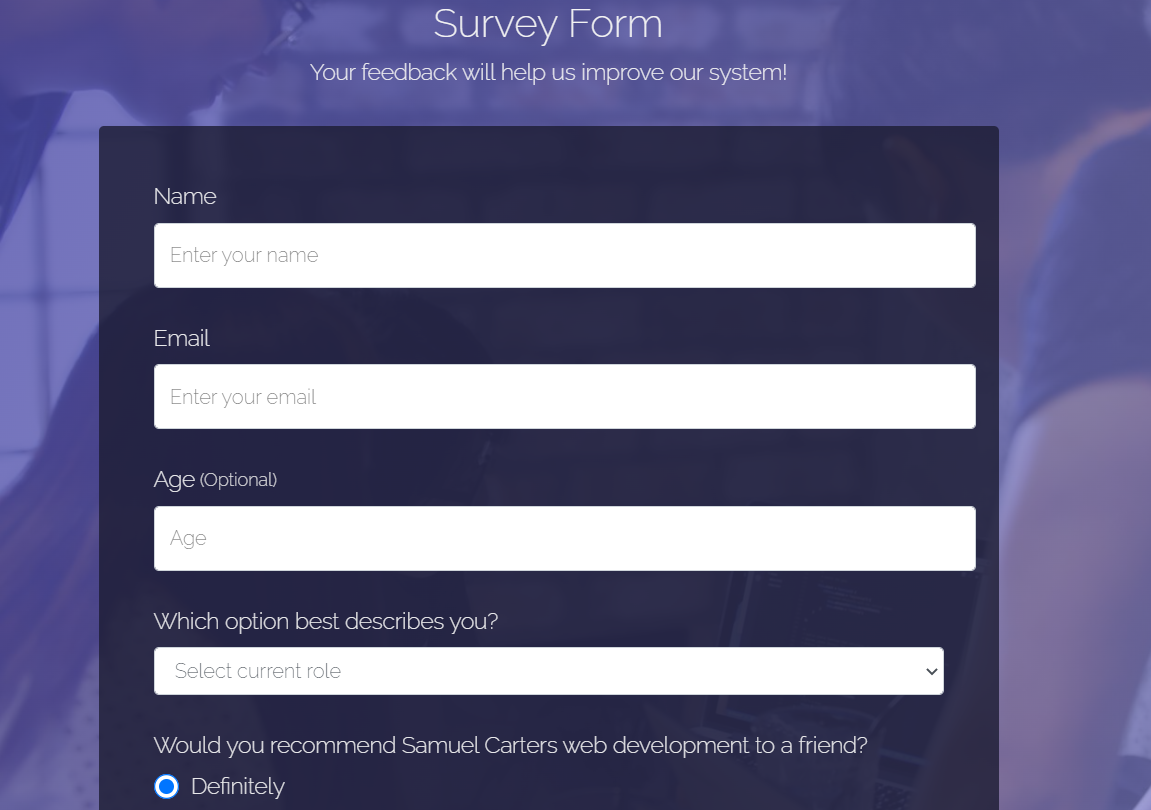 Survey Form
Your feedback will help us improve our system!
Name
Enter your name
Email
Enter your email
Age (Optional)
Age
Which option best describes you?
Select current role
Would you recommend Samuel Carters web development to a friend?
Definitely